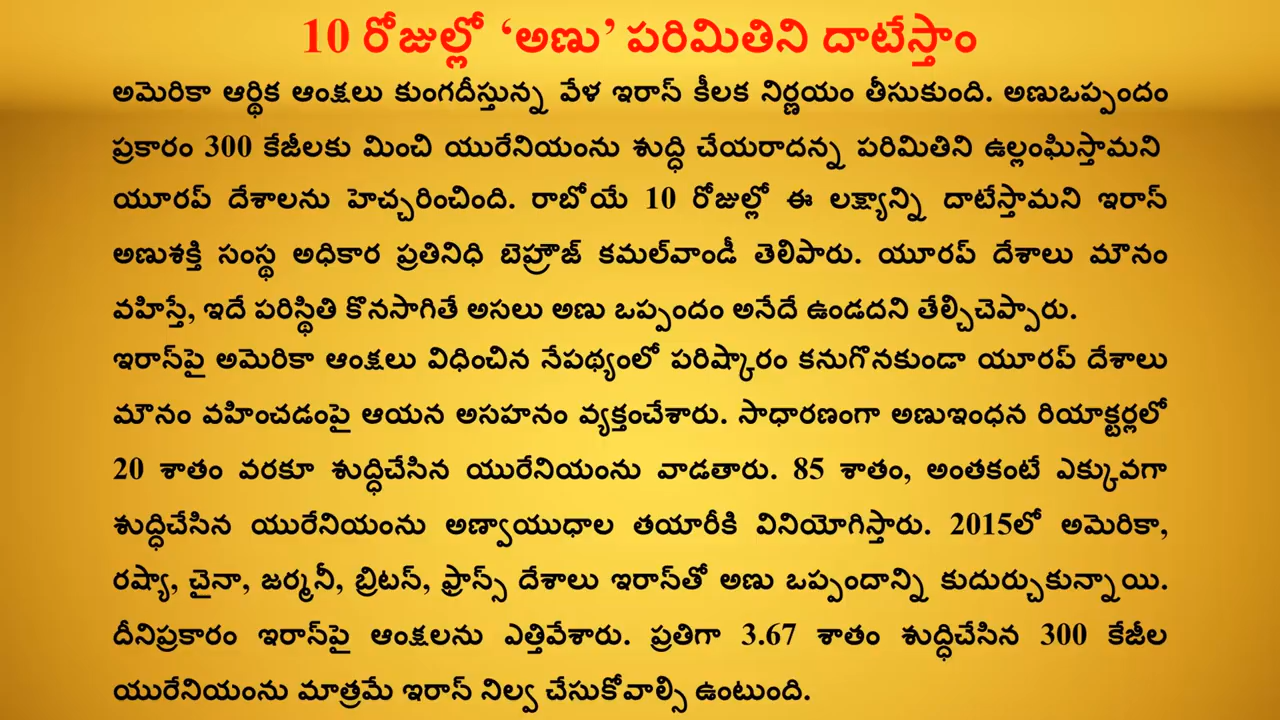 10 రోజుల్లో ‘అణు’ పరిమితిని దాటేస్తాం
అమెరికా ఆర్థిక ఆంక్షలు కుంగదీస్తున్న వేళ ఇరాన్ కీలక నిర్ణయం తీసుకుంది. అణుఒప్పందం
ప్రకారం 300 కేజీలకు మించి యురేనియంను శుద్ధి చేయరాదన్న పరిమితిని ఉల్లంఘిస్తామని
యూరప్ దేశాలను హెచ్చరించింది. రాబోయే 10 రోజుల్లో ఈ లక్ష్యాన్ని దాటేస్తామని ఇరాన్
అణుశక్తి సంస్థ అధికార ప్రతినిధి బెహ్రౌజ్ కమల్‌వాండీ తెలిపారు. యూరప్ దేశాలు మౌనం
వహిస్తే, ఇదే పరిస్థితి కొనసాగితే అసలు అణు ఒప్పందం అనేదే ఉండదని తేల్చిచెప్పారు.
ఇరాన్‌పై అమెరికా ఆంక్షలు విధించిన నేపథ్యంలో పరిష్కారం కనుగొనకుండా యూరప్ దేశాలు
మౌనం వహించడంపై ఆయన అసహనం వ్యక్తంచేశారు. సాధారణంగా అణుఇంధన రియాక్టర్లలో
20 శాతం వరకూ శుద్ధిచేసిన యురేనియంను వాడతారు. 85 శాతం, అంతకంటే ఎక్కువగా
శుద్ధిచేసిన యురేనియంను అణ్వాయుధాల తయారీకి వినియోగిస్తారు. 2015లో అమెరికా,
రష్యా, చైనా, జర్మనీ, బ్రిటన్, ఫ్రాన్స్ దేశాలు ఇరాన్‌తో అణు ఒప్పందాన్ని కుదుర్చుకున్నాయి.
దీనిప్రకారం ఇరాన్‌పై ఆంక్షలను ఎత్తివేశారు. ప్రతిగా 3.67 శాతం శుద్ధిచేసిన 300 కేజీల
యురేనియంను మాత్రమే ఇరాన్ నిల్వ చేసుకోవాల్సి ఉంటుంది.